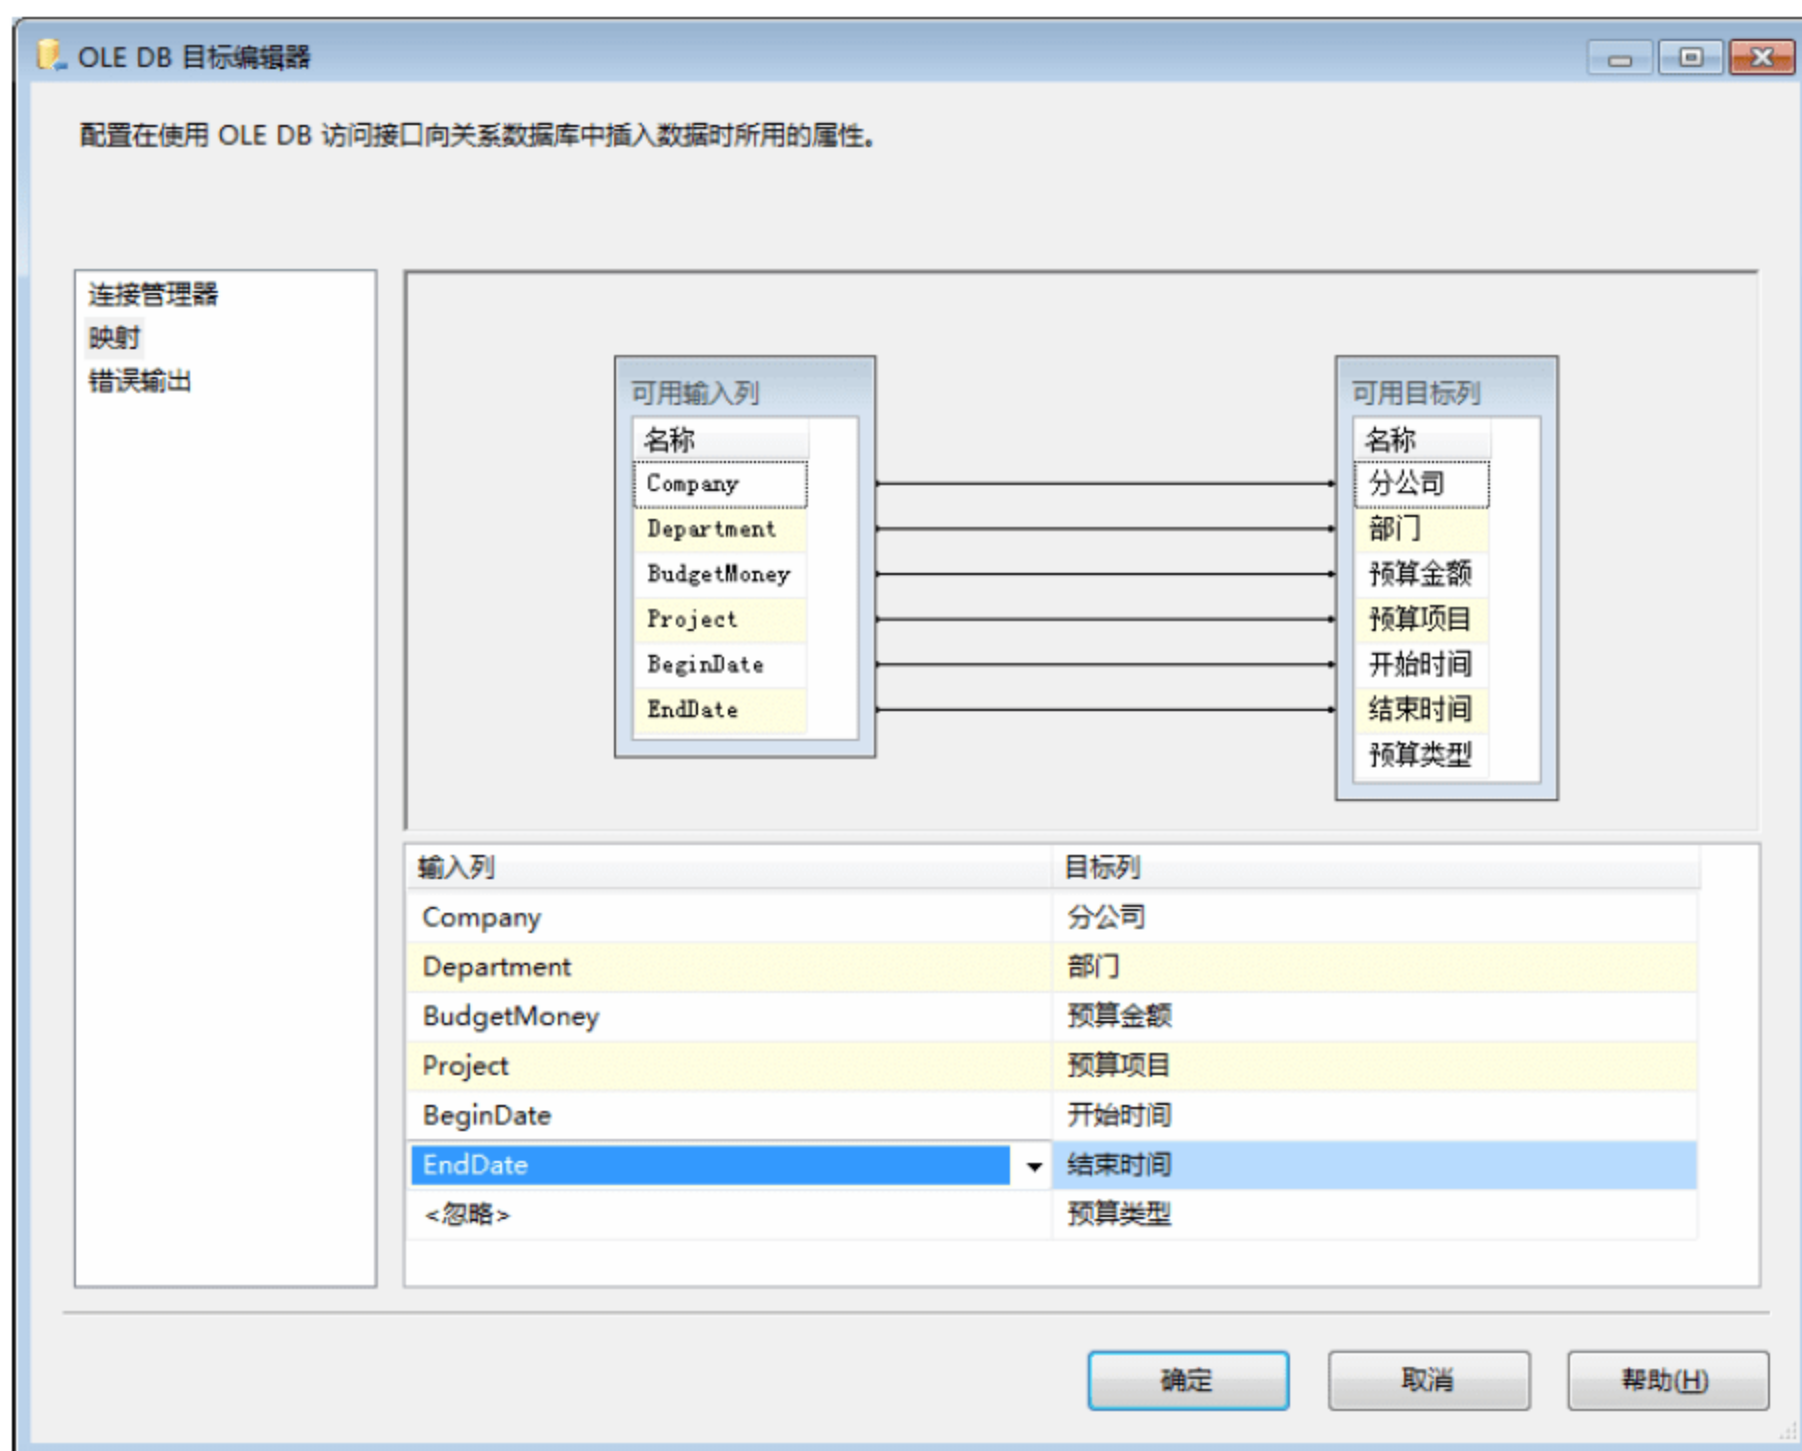 OLE DB 目标编辑器
配置在使用 OLE DB 访问接口向关系数据库中插入数据时所用的属性。
连接管理器
映射
错误输出
可用输入列
名称
Company
Department
BudgetMoney
Project
BeginDate
EndDate
可用目标列
名称
分公司
部门
预算金额
预算项目
开始时间
结束时间
预算类型
输入列 目标列
Company 分公司
Department 部门
BudgetMoney 预算金额
Project 预算项目
BeginDate 开始时间
EndDate 结束时间
<忽略> 预算类型
确定 取消 帮助(H)